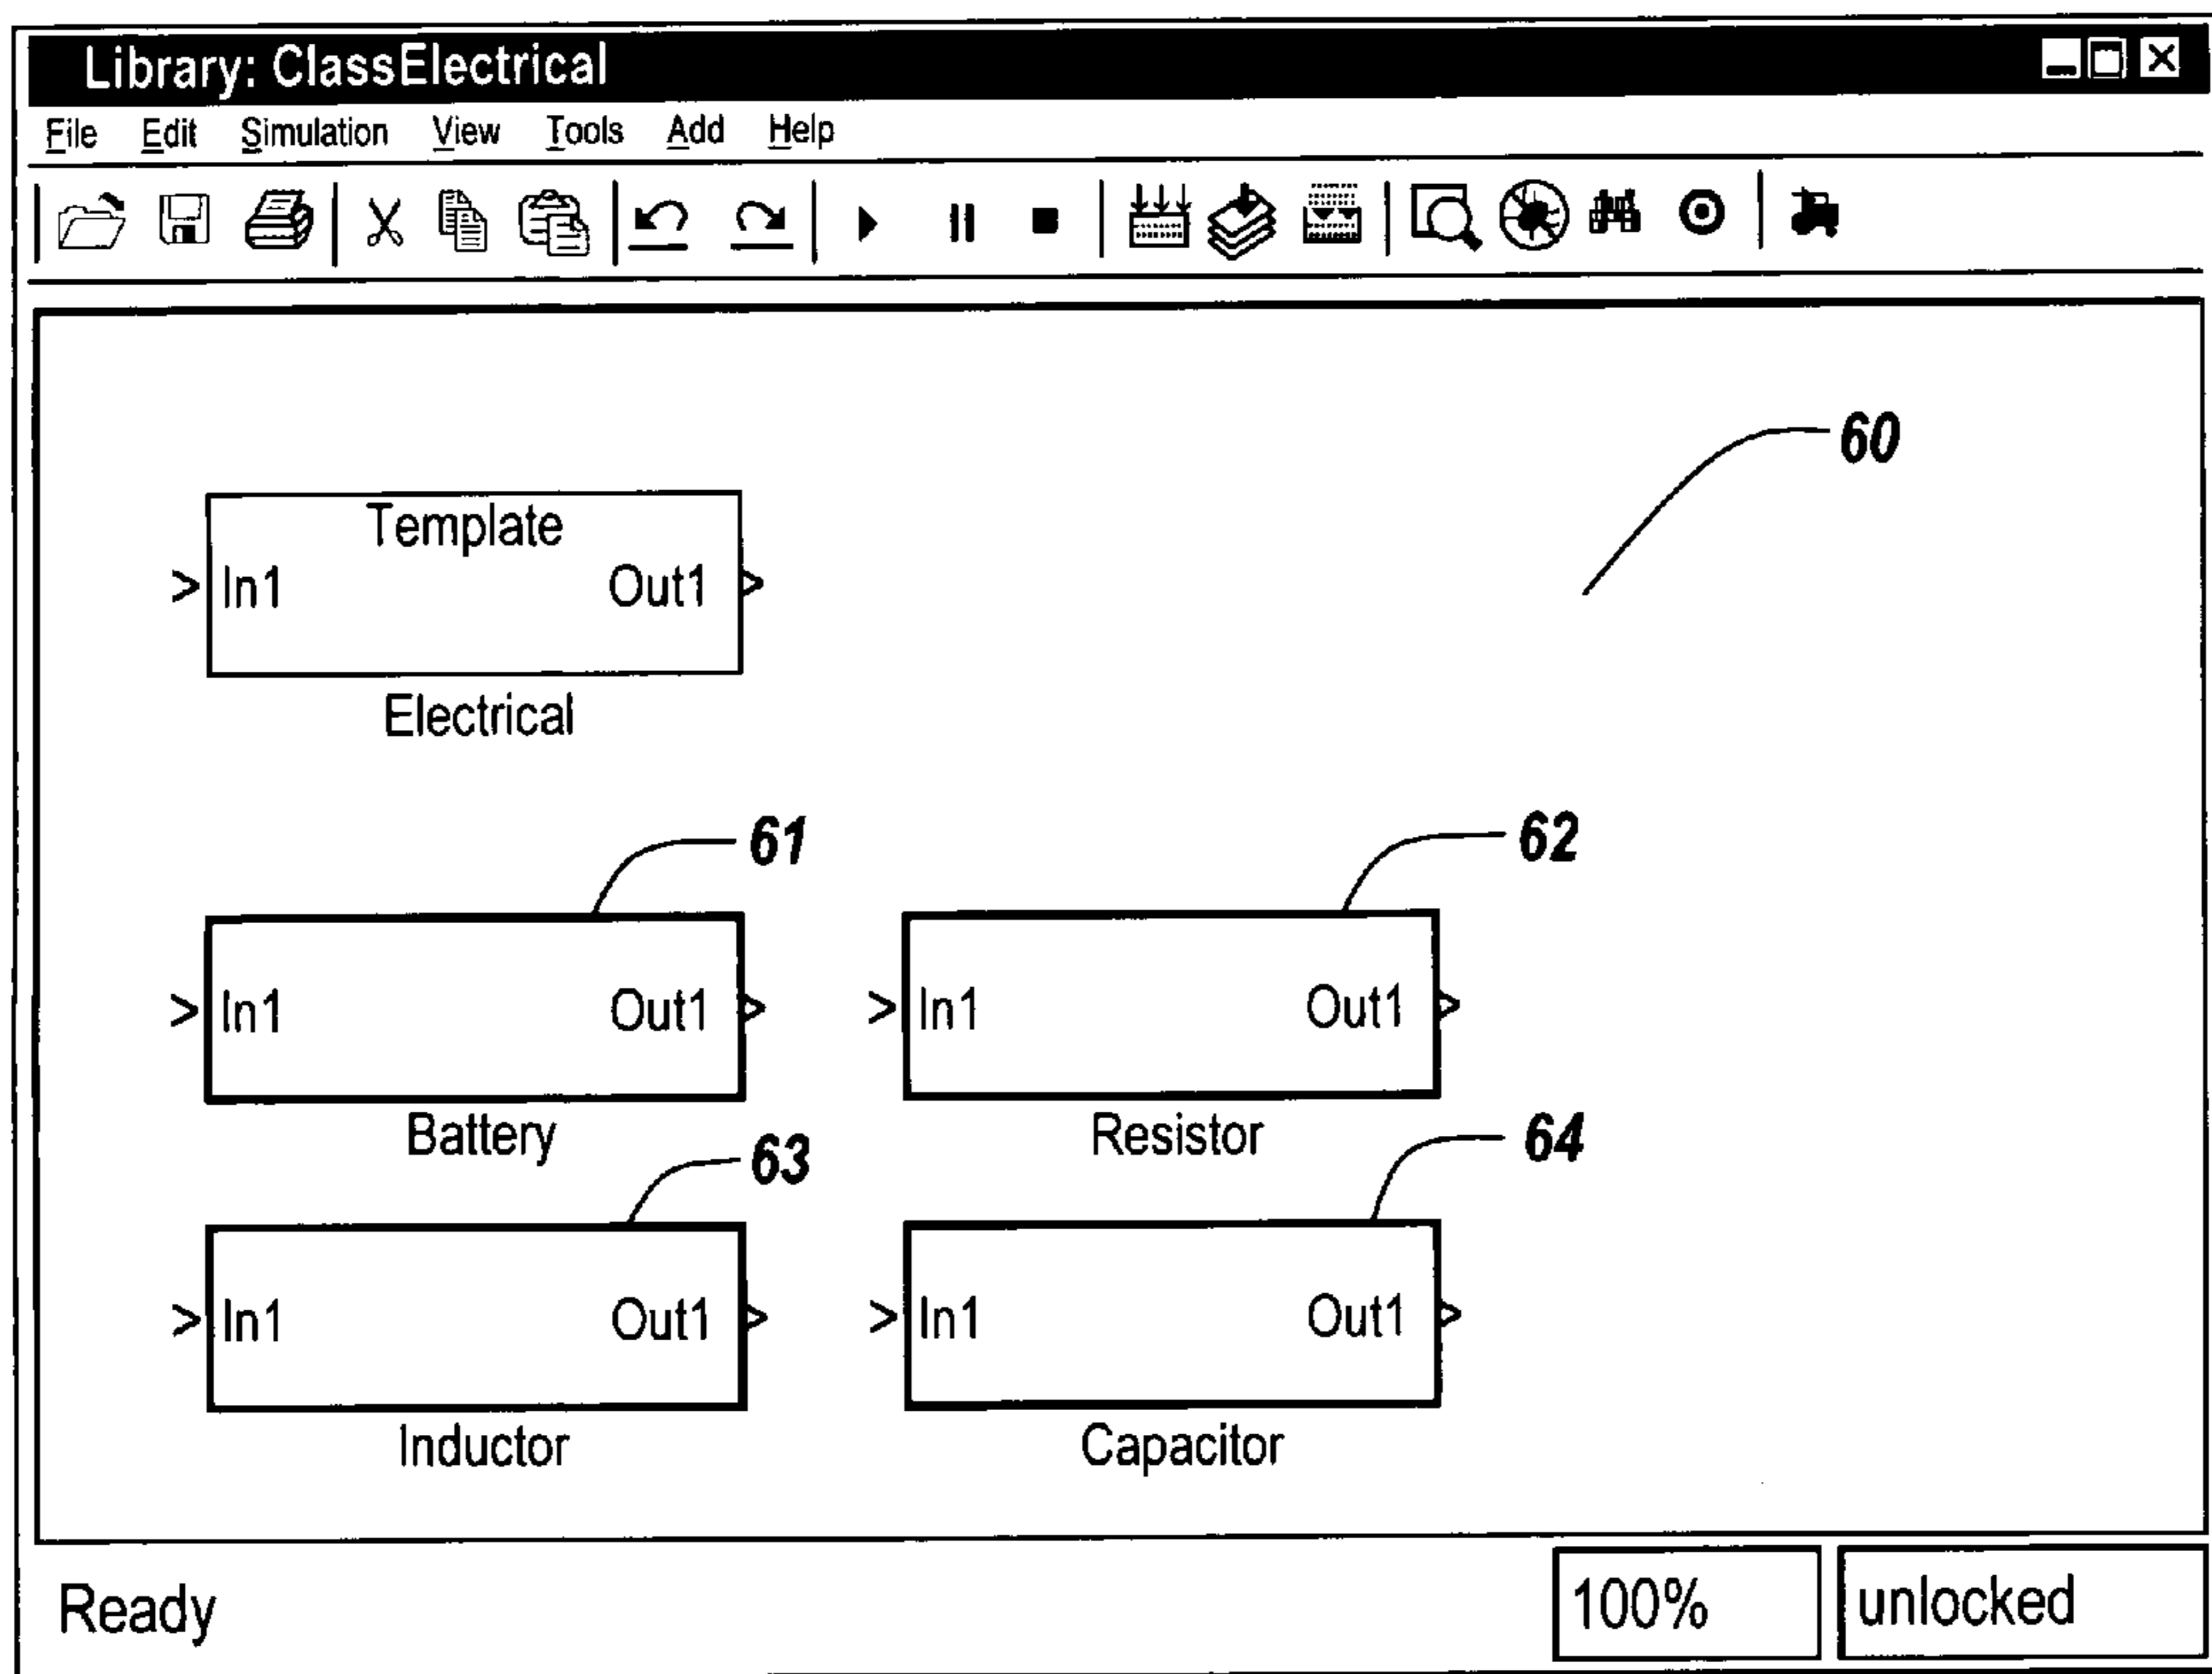 Library: ClassElectrical
File Edit Simulation View Tools Add Help
60
Template
In1 Out1
Electrical
61 62
In1 Out1 In1 Out1
Battery Resistor
63 64
In1 Out1 In1 Out1
Inductor Capacitor
Ready 100% unlocked